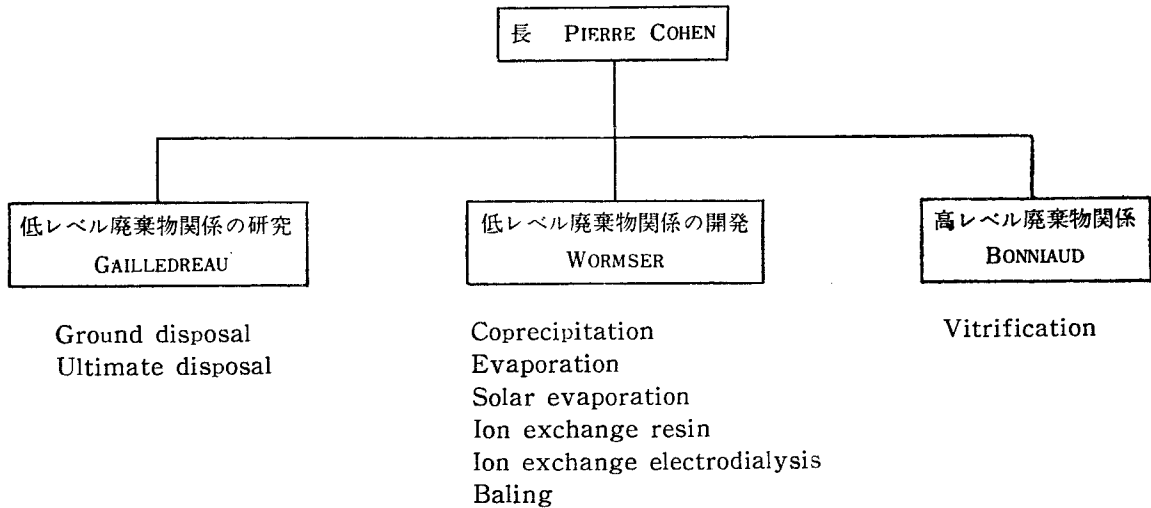 長 PIERRE COHEN
低レベル廃棄物関係の研究
GAILLEDREAU
Ground disposal
Ultimate disposal
低レベル廃棄物関係の開発
WORMSER
Coprecipitation
Evaporation
Solar evaporation
Ion exchange resin
Ion exchange electrodialysis
Baling
高レベル廃棄物関係
BONNIAUD
Vitrification